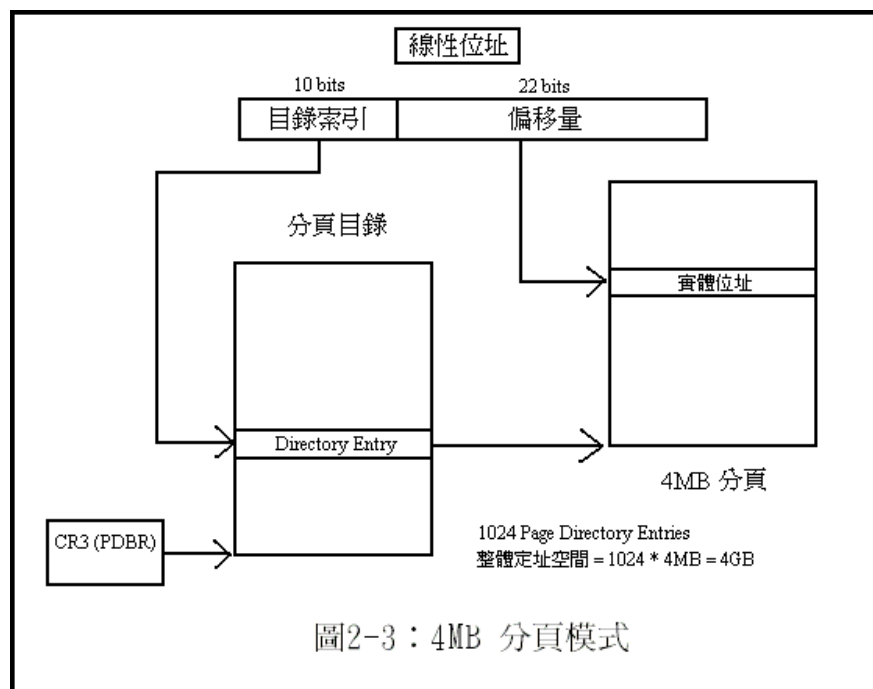 線性位址
10 bits
22 bits
目錄索引
偏移量
分頁目錄
實體位址
Directory Entry
4MB 分頁
CR3 (PDBR)
1024 Page Directory Entries
整體定址空間 = 1024 * 4MB = 4GB
圖2-3：4MB 分頁模式